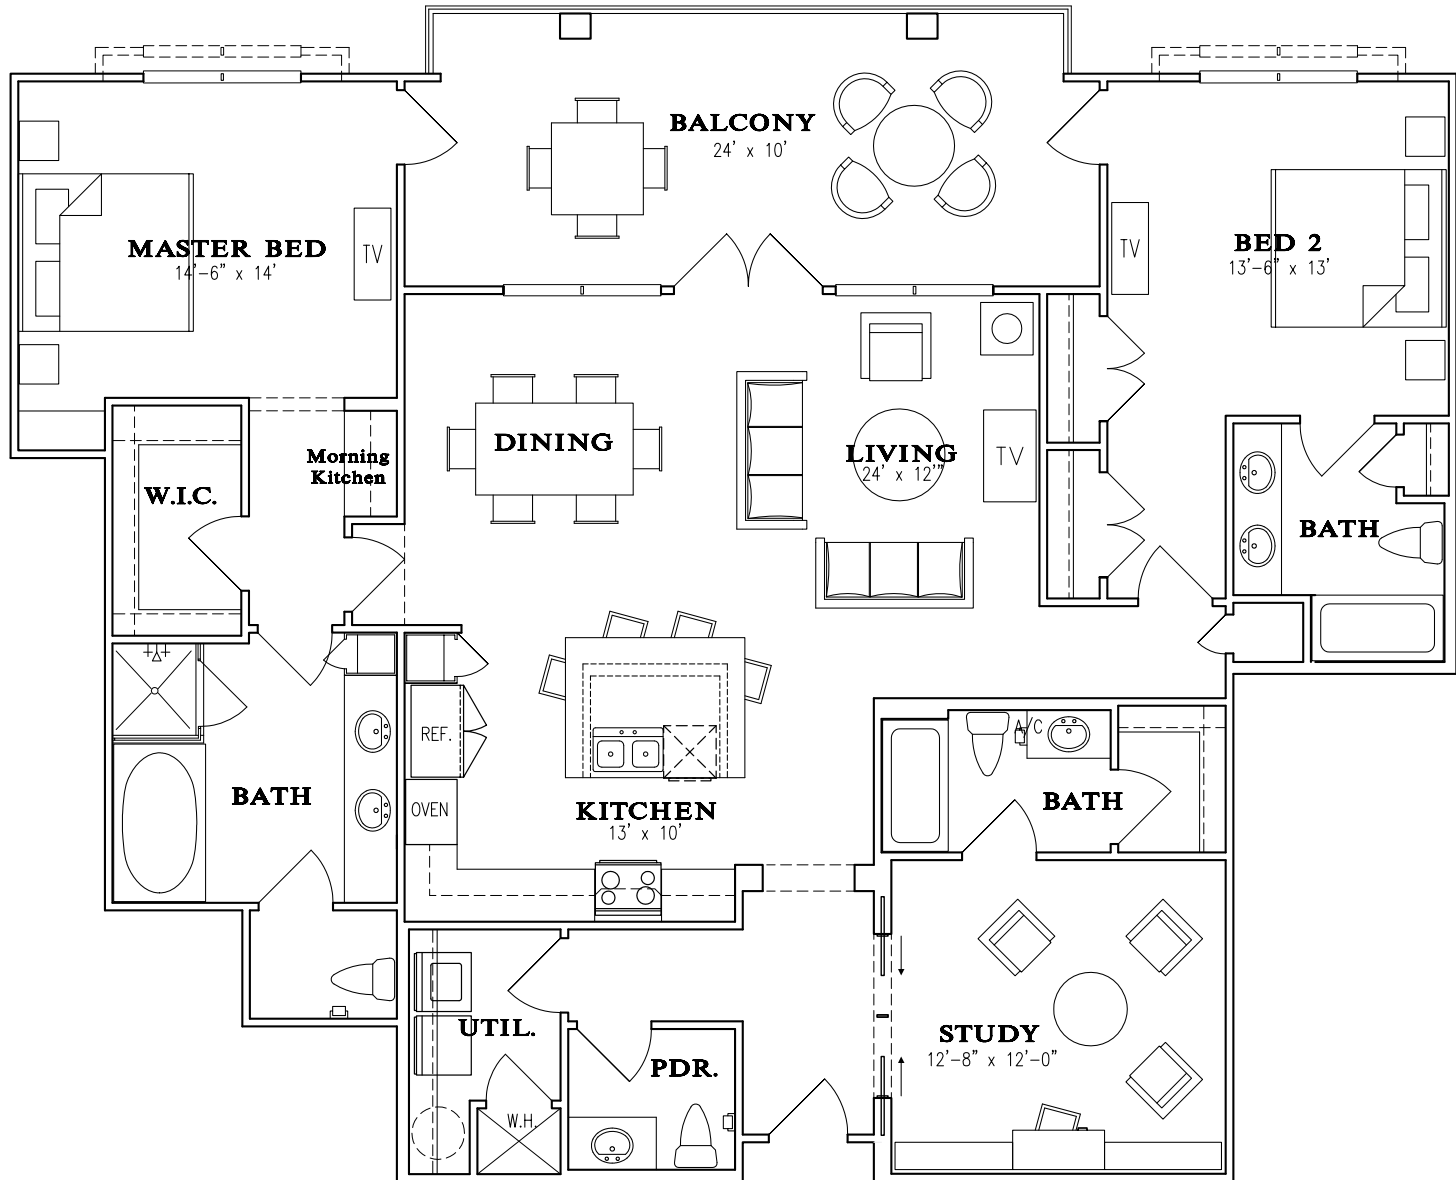 BALCONY
24' x 10'
MASTER BED
14'-6" x 14'
TV
TV
BED 2
13'-6" x 13'
DINING
LIVING
24' x 12'"
TV
Morning
Kitchen
W.I.C.
BATH
REF.
OVEN
KITCHEN
13' x 10'
BATH
A/C
BATH
UTIL.
W.H.
PDR.
STUDY
12'-8" x 12'-0"